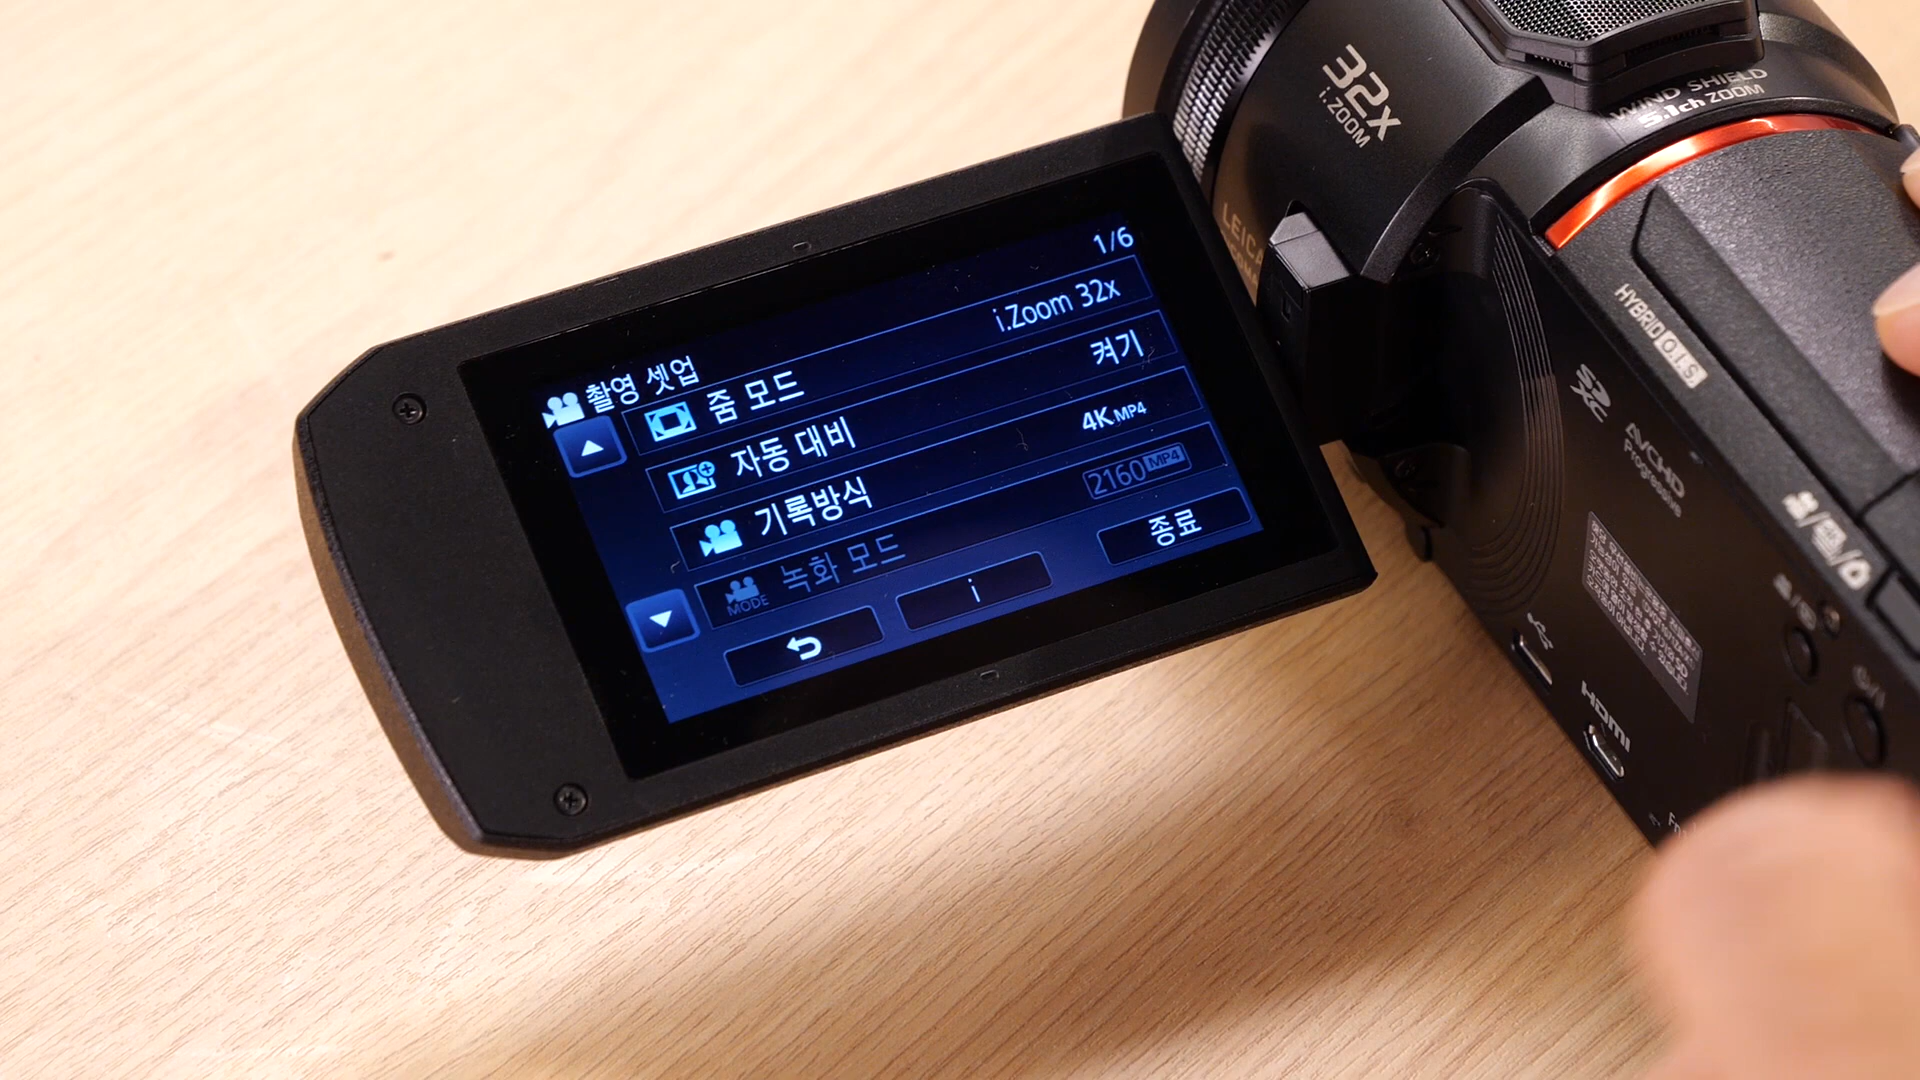 1/6
촬영 셋업
줌 모드 i.Zoom 32x
자동 대비 켜기
기록방식 4K MP4
MODE 녹화 모드 2160 MP4
i
종료
32x
i.ZOOM
WIND SHIELD
5.1ch ZOOM
HYBRID O.I.S
SD
XC
AVCHD
Progressive
HDMI